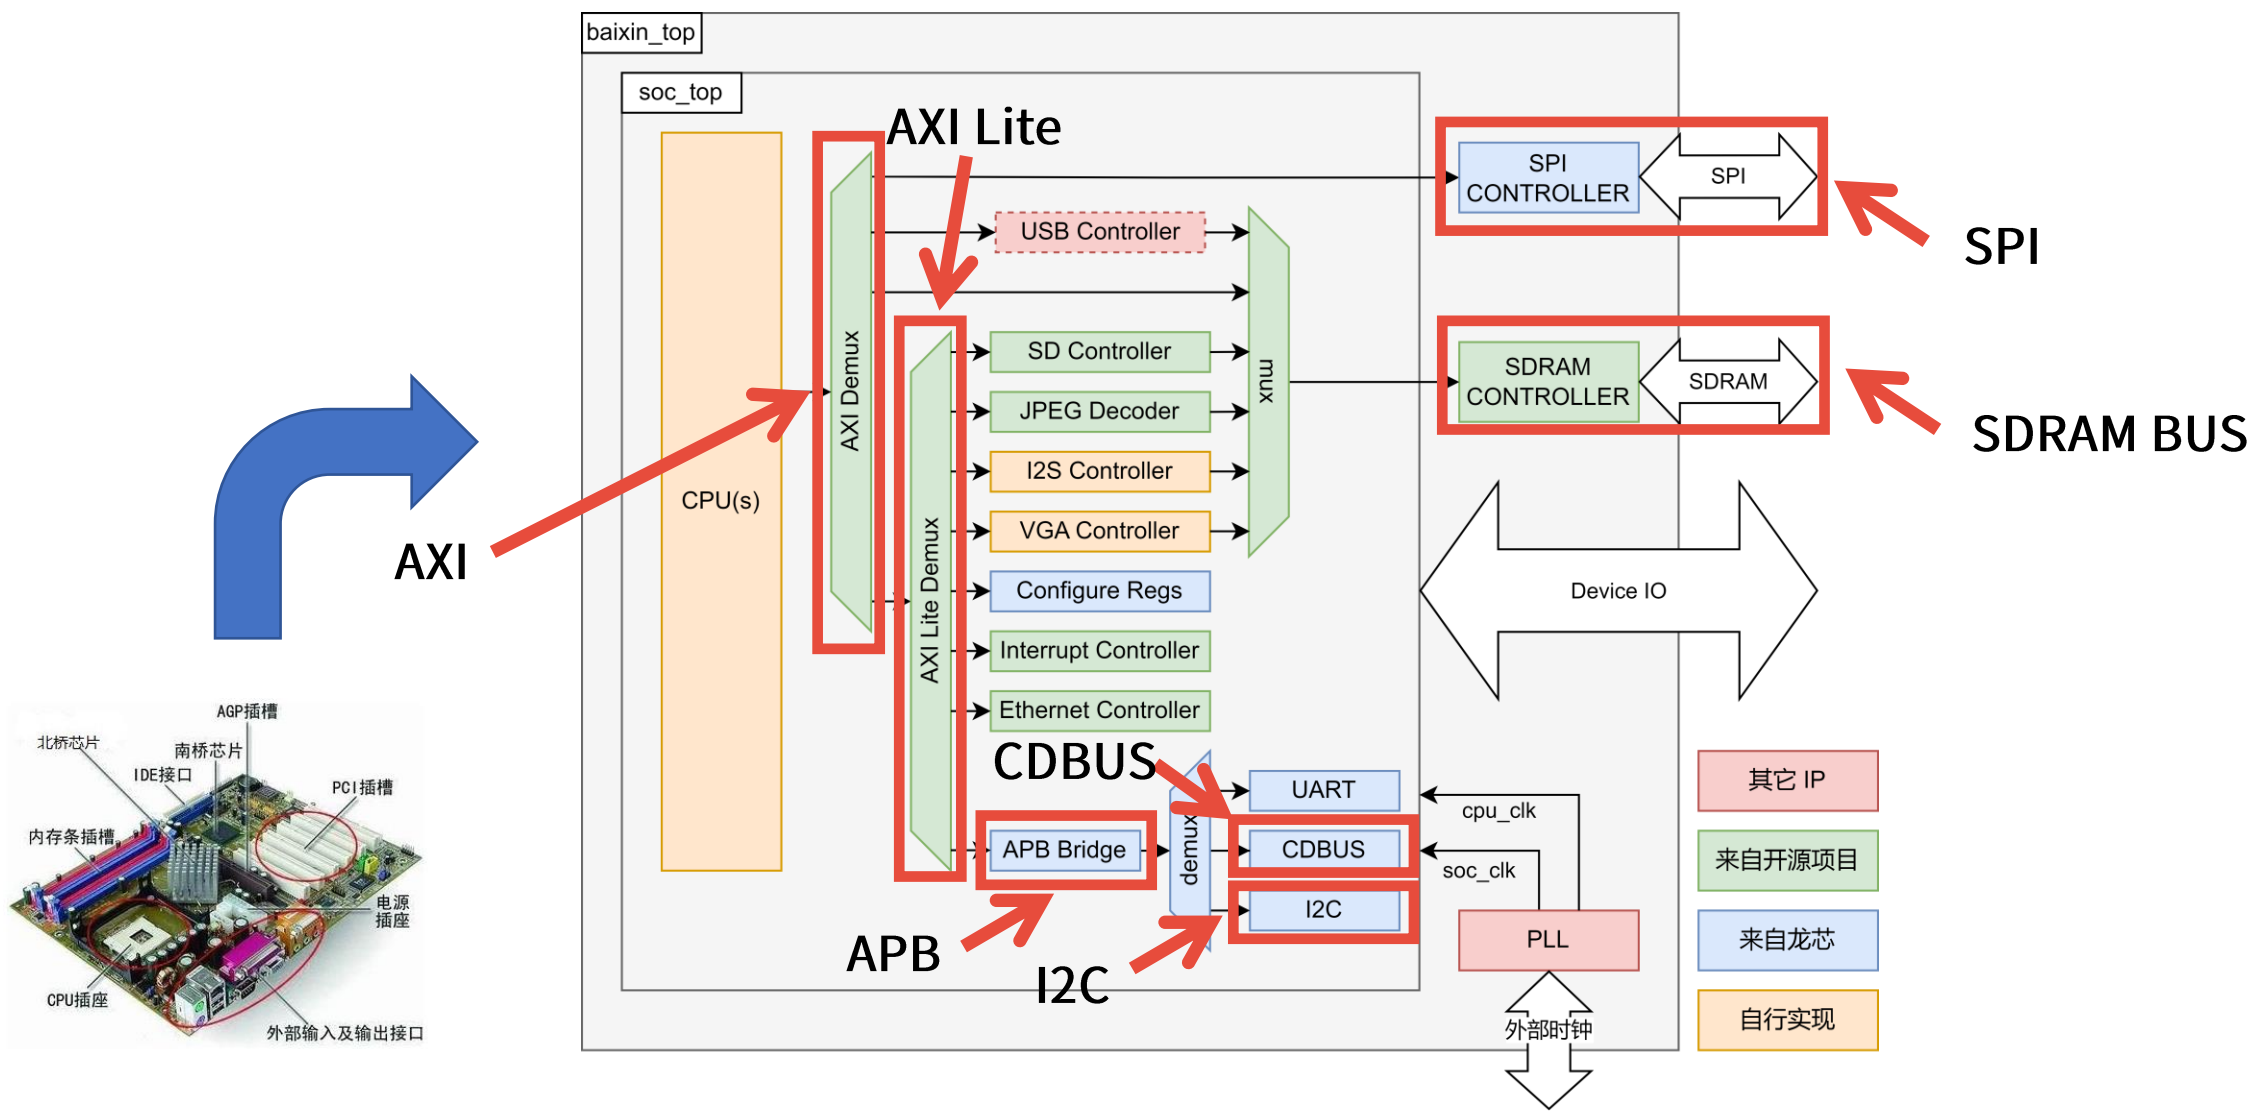 baixin_top
soc_top
AXI Lite
SPI
CONTROLLER
SPI
SPI
USB Controller
AXI Demux
SD Controller
mux
SDRAM
CONTROLLER
SDRAM
SDRAM BUS
JPEG Decoder
I2S Controller
CPU(s)
VGA Controller
AXI
AXI Lite Demux
Configure Regs
Device IO
Interrupt Controller
Ethernet Controller
CDBUS
UART
cpu_clk
APB Bridge
demux
CDBUS
soc_clk
I2C
APB
I2C
PLL
外部时钟
其它 IP
来自开源项目
来自龙芯
自行实现
AGP插槽
北桥芯片
南桥芯片
IDE接口
PCI插槽
内存条插槽
电源
插座
CPU插座
外部输入及输出接口